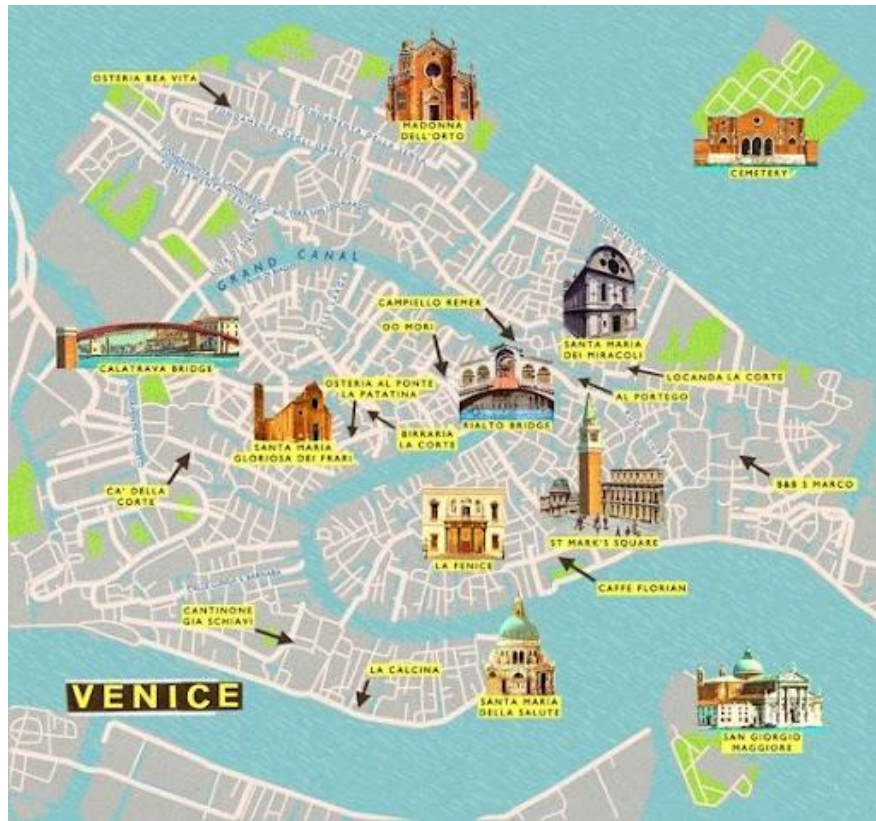 OSTERIA BEA VITA
MADONNA
DELL'ORTO
CEMETERY
GRAND CANAL
CAMPIELLO REMER
DO MORI
SANTA MARIA
DEI MIRACOLI
CALATRAVA BRIDGE
OSTERIA AL PONTE
LA PATATINA
LOCANDA LA CORTE
AL PORTEGO
RIALTO BRIDGE
BIRRARIA
LA CORTE
SANTA MARIA
GLORIOSA DEI FRARI
CA' DELLA
CORTE
B&B S MARCO
ST MARK'S SQUARE
LA FENICE
CAFFE FLORIAN
CALLE LUNGA S. BARNABA
CANTINONE
GIA SCHIAVI
LA CALCINA
SANTA MARIA
DELLA SALUTE
VENICE
SAN GIORGIO
MAGGIORE